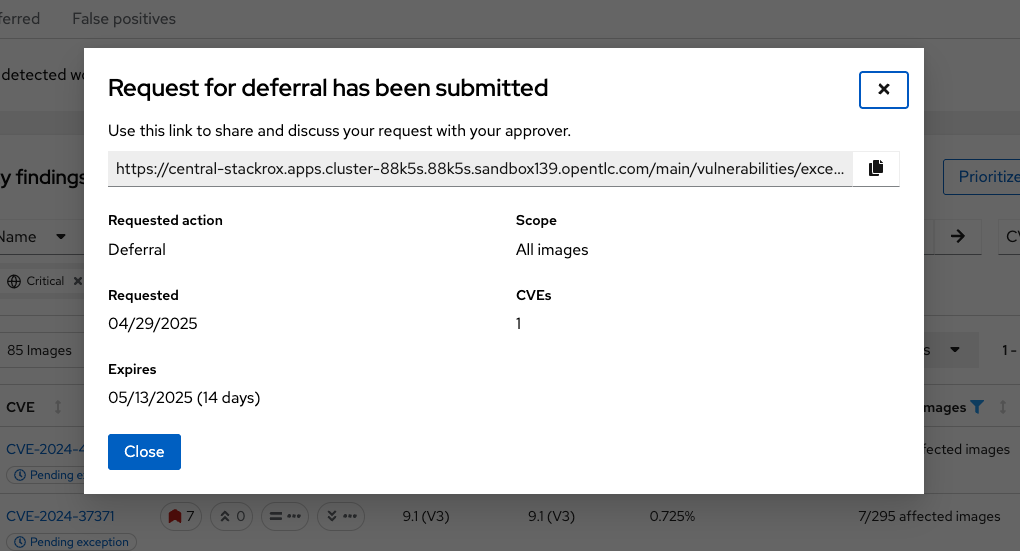 ferred False positives
detected wo
Request for deferral has been submitted
Use this link to share and discuss your request with your approver.
https://central-stackrox.apps.cluster-88k5s.88k5s.sandbox139.opentlc.com/main/vulnerabilities/exce...
y findings
Prioritize
Requested action
Scope
Name
CV
Deferral
All images
Critical
Requested
CVEs
04/29/2025
1
85 Images
s
1 -
Expires
05/13/2025 (14 days)
CVE
mages
Close
CVE-2024-4
fected images
Pending ex
CVE-2024-37371 7 0 9.1 (V3) 9.1 (V3) 0.725% 7/295 affected images
Pending exception